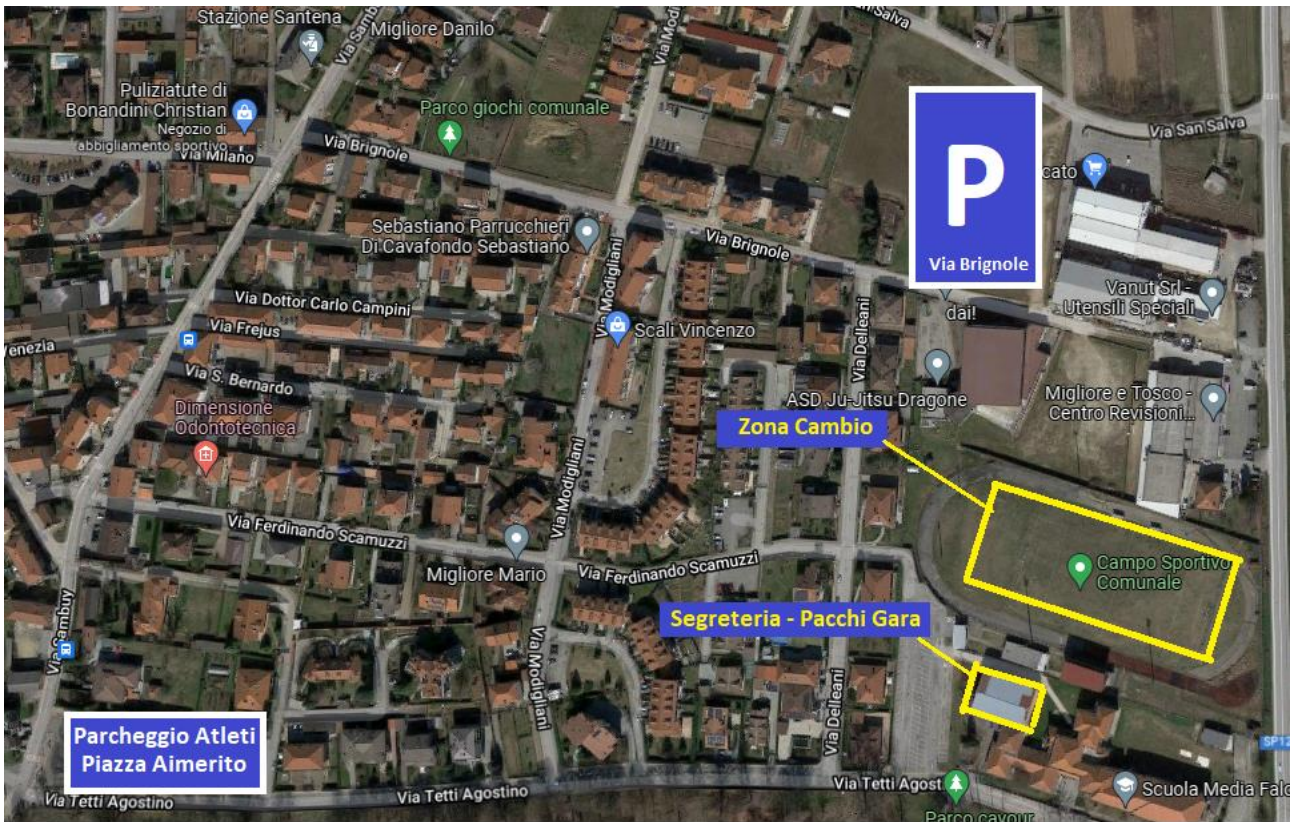 Stazione Santena
Migliore Danilo
Via Sambuy
Via Modigliani
San Salva
Puliziatute di
Bonandini Christian
Negozio di
abbigliamento sportivo
Via Milano
Parco giochi comunale
Via Brignole
P
Via Brignole
Via San Salva
cato
Sebastiano Parrucchieri
Di Cavafondo Sebastiano
Via Modigliani
Via Brignole
Vanut Srl -
Utensili Speciali
dai!
Via Dottor Carlo Campini
Via Frejus
Venezia
Scali Vincenzo
Via Delleani
Via S. Bernardo
ASD Ju-Jitsu Dragone
Migliore e Tosco -
Centro Revisioni...
Dimensione
Odontotecnica
Zona Cambio
Via Modigliani
Via Ferdinando Scamuzzi
Migliore Mario
Via Ferdinando Scamuzzi
Campo Sportivo
Comunale
Segreteria - Pacchi Gara
Via Sambuy
Via Modigliani
Via Delleani
Parcheggio Atleti
Piazza Aimerito
SP12
Via Tetti Agostino
Via Tetti Agostino
Via Tetti Agost
Scuola Media Falc
Parco cavour